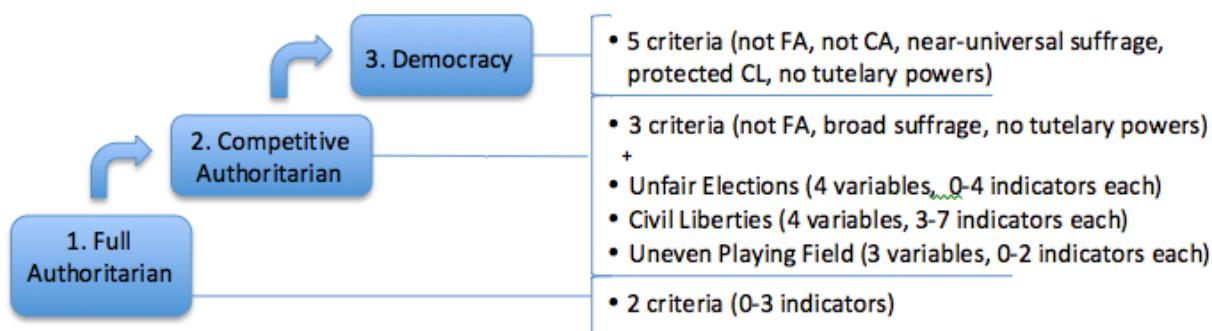 3. Democracy
• 5 criteria (not FA, not CA, near-universal suffrage,
protected CL, no tutelary powers)
2. Competitive
Authoritarian
• 3 criteria (not FA, broad suffrage, no tutelary powers)
+
• Unfair Elections (4 variables, 0-4 indicators each)
• Civil Liberties (4 variables, 3-7 indicators each)
• Uneven Playing Field (3 variables, 0-2 indicators each)
1. Full
Authoritarian
• 2 criteria (0-3 indicators)